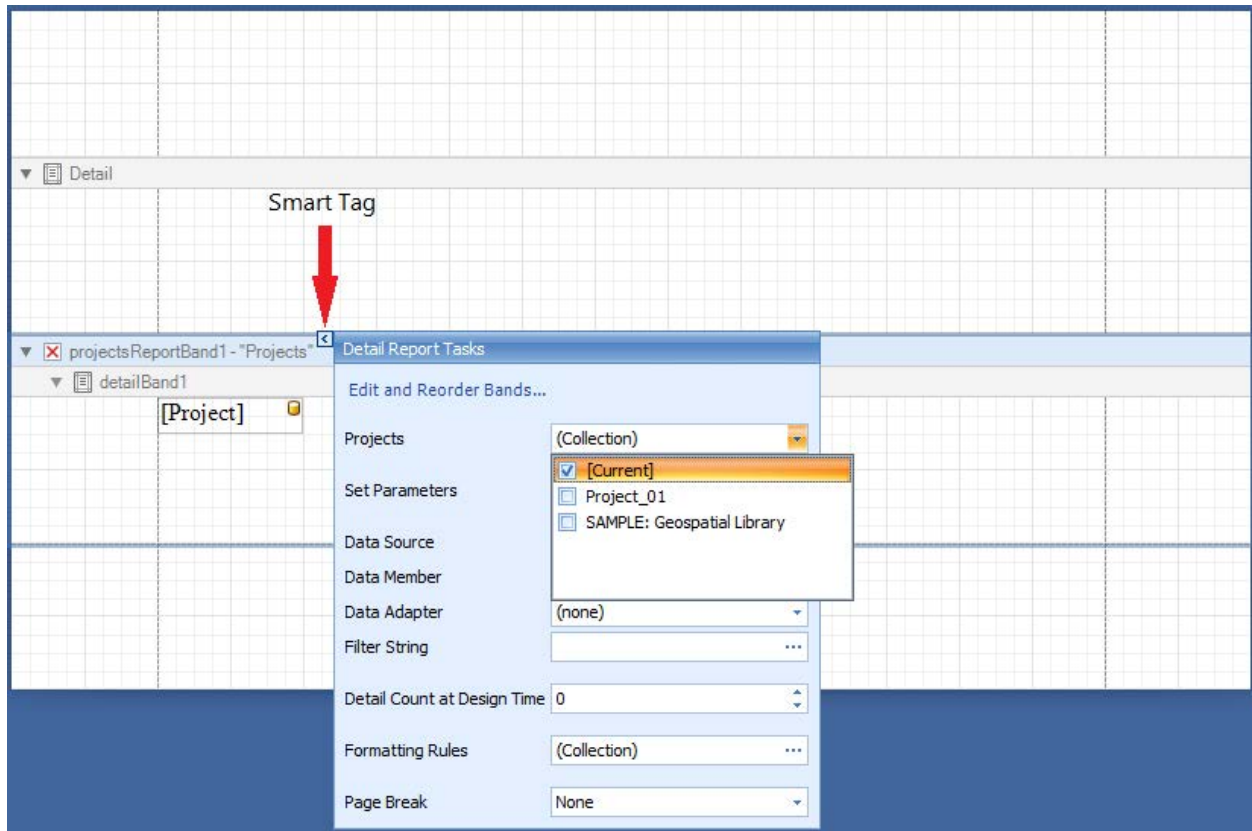 Detail
Smart Tag
projectsReportBand1 - "Projects"
Detail Report Tasks
detailBand1
Edit and Reorder Bands...
[Project]
Projects (Collection)
[Current]
Set Parameters
Project_01
SAMPLE: Geospatial Library
Data Source
Data Member
Data Adapter (none)
Filter String
Detail Count at Design Time 0
Formatting Rules (Collection)
Page Break None